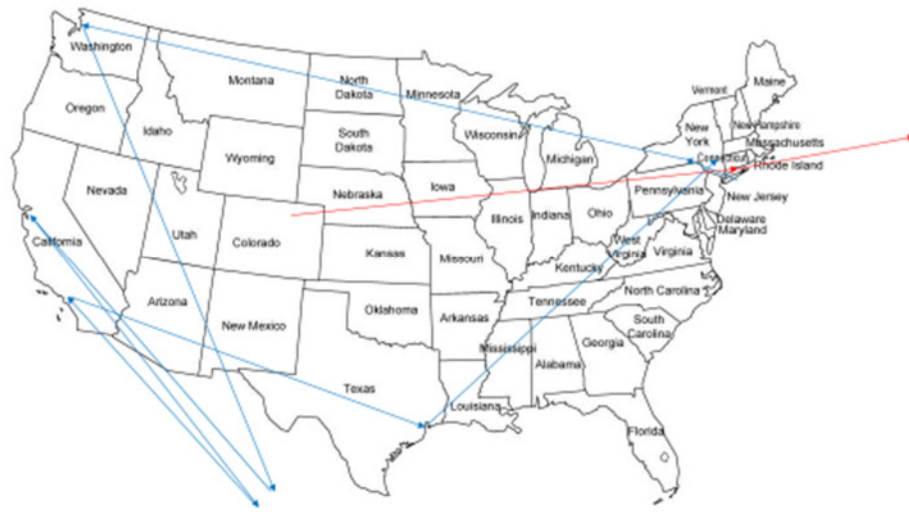 Washington
Montana
North
Dakota
Minnesota
Maine
Vermont
Oregon
Idaho
South
Dakota
Wisconsin
New
York
New Hampshire
Massachusetts
Wyoming
Michigan
Connecticut
Rhode Island
Nevada
Nebraska
Iowa
Pennsylvania
New Jersey
California
Utah
Colorado
Illinois
Indiana
Ohio
Delaware
Maryland
Kansas
Missouri
West
Virginia
Virginia
Kentucky
Arizona
New Mexico
Oklahoma
Arkansas
Tennessee
North Carolina
South
Carolina
Mississippi
Alabama
Georgia
Texas
Louisiana
Florida